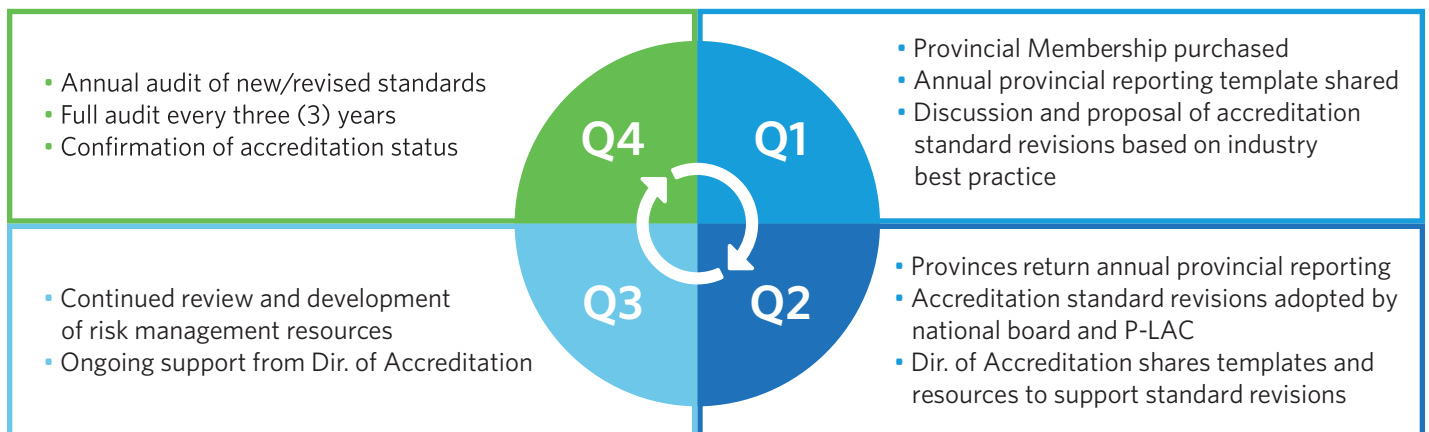 Q1
• Provincial Membership purchased
• Annual provincial reporting template shared
• Discussion and proposal of accreditation
standard revisions based on industry
best practice
Q2
• Provinces return annual provincial reporting
• Accreditation standard revisions adopted by
national board and P-LAC
• Dir. of Accreditation shares templates and
resources to support standard revisions
Q3
• Continued review and development
of risk management resources
• Ongoing support from Dir. of Accreditation
Q4
• Annual audit of new/revised standards
• Full audit every three (3) years
• Confirmation of accreditation status